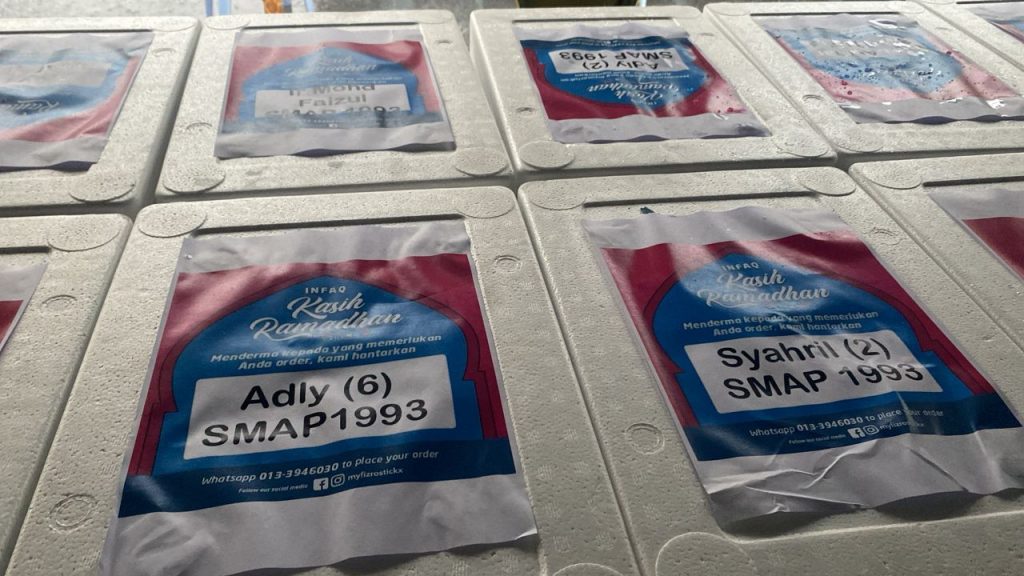 Ir Mohd
Faizul
SMAP 1993
Adly (2)
SMAP 1993
INFAQ
Kasih
Ramadhan
Menderma kepada yang memerlukan
Anda order, kami hantarkan
Adly (6)
SMAP1993
Whatsapp 013-3946030 to place your order
Follow our social media myfizrostickx
INFAQ
Kasih
Ramadhan
Menderma kepada yang memerlukan
Anda order, kami hantarkan
Syahril (2)
SMAP 1993
Whatsapp 013-3946030 to place your order
Follow our social media myfizrostickx